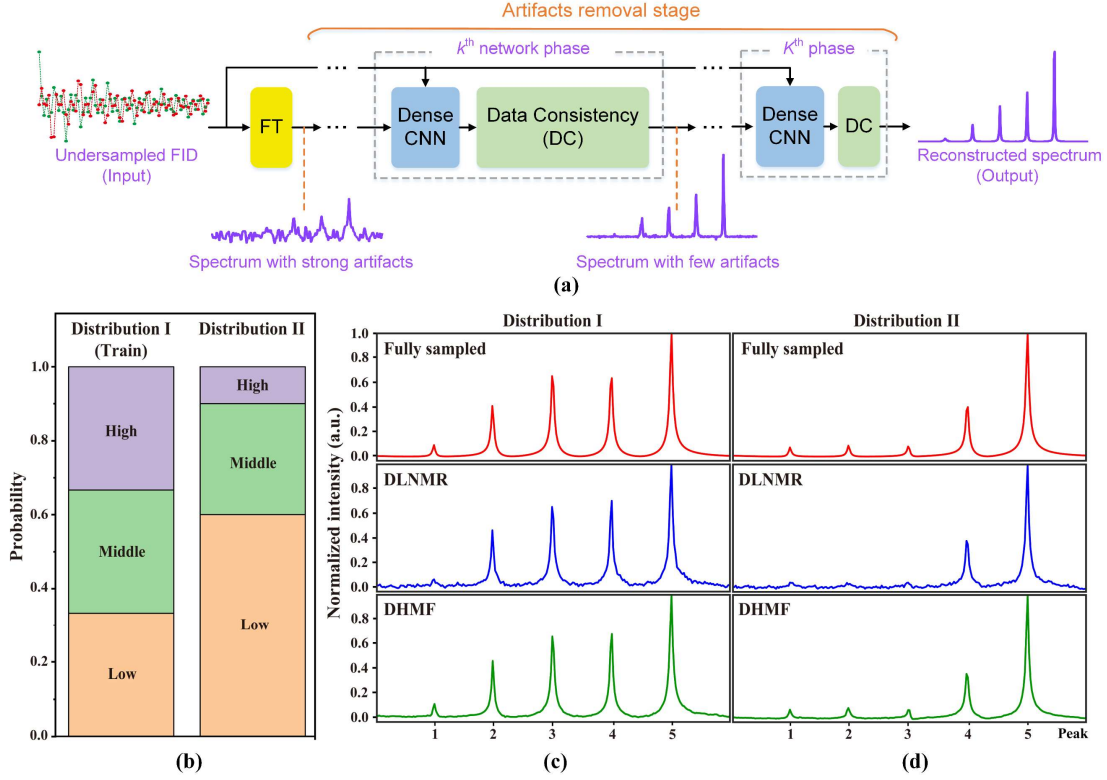 Artifacts removal stage
kth network phase
Kth phase
FT
Dense
CNN
Data Consistency
(DC)
Dense
CNN
DC
Undersampled FID
(Input)
Reconstructed spectrum
(Output)
Spectrum with strong artifacts
Spectrum with few artifacts
(a)
Distribution I
(Train)
Distribution II
Probability
1.0
0.8
0.6
0.4
0.2
0.0
High
Middle
Low
High
Middle
Low
(b)
Distribution I
Normalized intensity (a.u.)
Fully sampled
1.0
0.8
0.6
0.4
0.2
0.0
DLNMR
0.8
0.6
0.4
0.2
0.0
DHMF
0.8
0.6
0.4
0.2
0.0
1 2 3 4 5
(c)
Distribution II
Fully sampled
DLNMR
DHMF
1 2 3 4 5 Peak
(d)